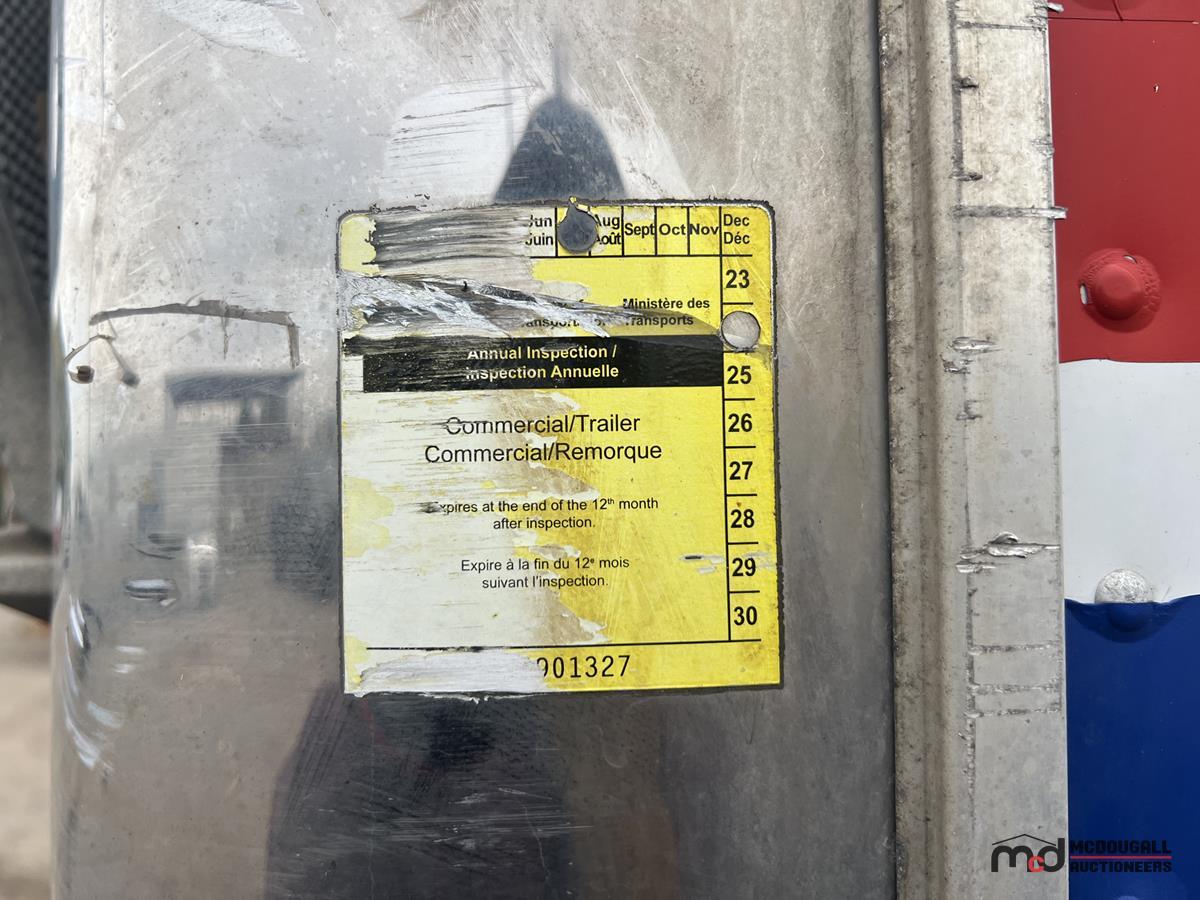 Jun Aug Sept Oct Nov Dec
Juin Août Déc
23
Ministère des
Transports
Annual Inspection /
Inspection Annuelle
25
Commercial/Trailer
Commercial/Remorque
26
27
Expires at the end of the 12th month
after inspection.
28
Expire à la fin du 12e mois
suivant l'inspection.
29
30
901327
mcd MCDOUGALL
AUCTIONEERS